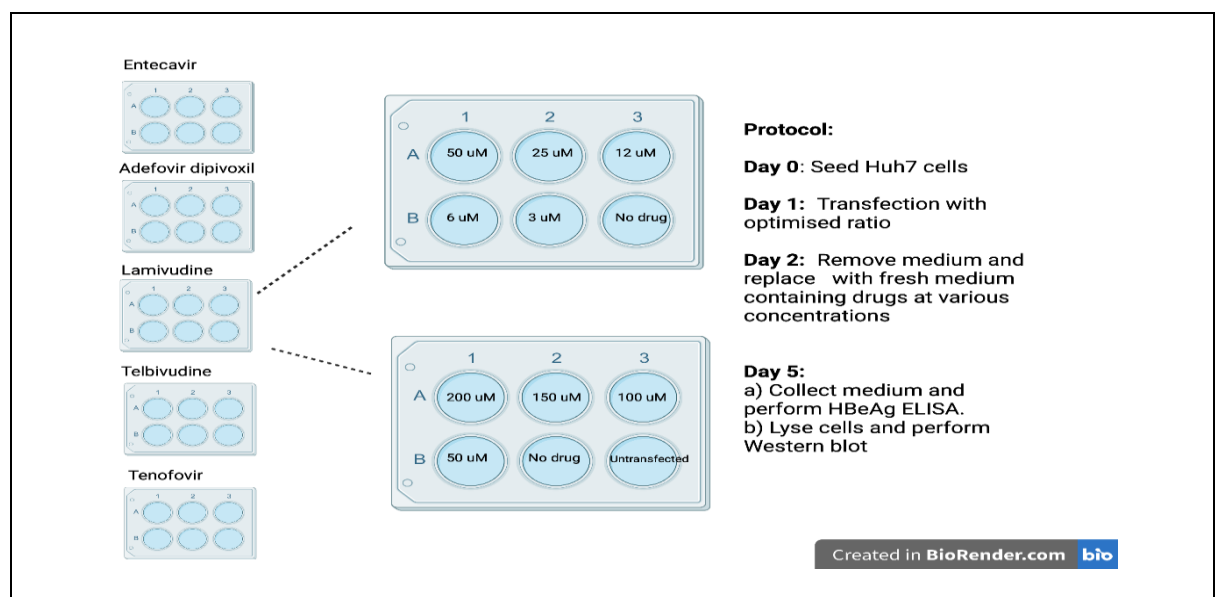 Entecavir
1 2 3
A
B
Adefovir dipivoxil
1 2 3
A
B
Lamivudine
1 2 3
A
B
Telbivudine
1 2 3
A
B
Tenofovir
1 2 3
A
B
1 2 3
A 50 uM 25 uM 12 uM
B 6 uM 3 uM No drug
1 2 3
A 200 uM 150 uM 100 uM
B 50 uM No drug Untransfected
Protocol:
Day 0: Seed Huh7 cells
Day 1: Transfection with
optimised ratio
Day 2: Remove medium and
replace with fresh medium
containing drugs at various
concentrations
Day 5:
a) Collect medium and
perform HBeAg ELISA.
b) Lyse cells and perform
Western blot
Created in BioRender.com bio